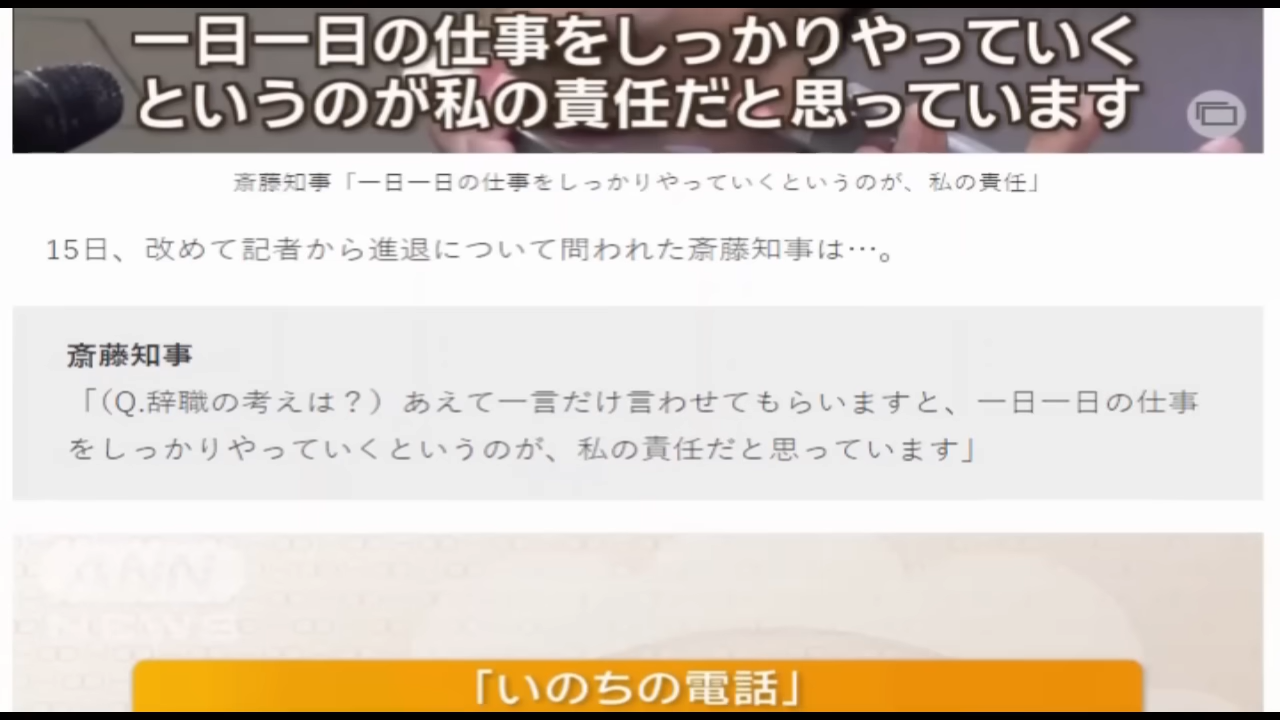 一日一日の仕事をしっかりやっていく
というのが私の責任だと思っています
斎藤知事「一日一日の仕事をしっかりやっていくというのが、私の責任」
15日、改めて記者から進退について問われた斎藤知事は…。
斎藤知事
「（Q.辞職の考えは？）あえて一言だけ言わせてもらいますと、一日一日の仕事
をしっかりやっていくというのが、私の責任だと思っています」
ANN
NEWS
「いのちの電話」